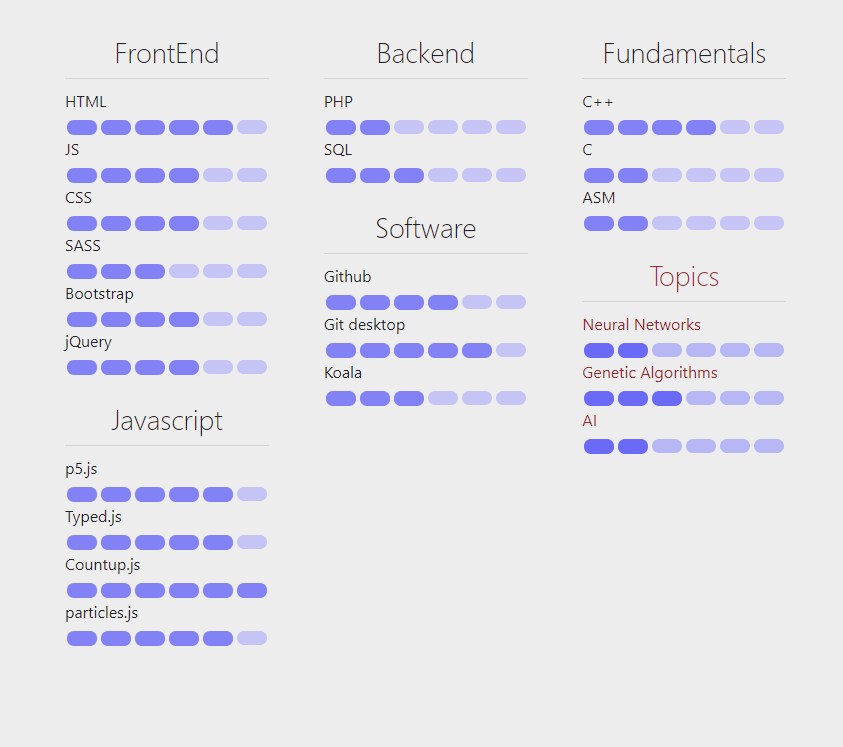 FrontEnd
HTML
JS
CSS
SASS
Bootstrap
jQuery
Javascript
p5.js
Typed.js
Countup.js
particles.js
Backend
PHP
SQL
Software
Github
Git desktop
Koala
Fundamentals
C++
C
ASM
Topics
Neural Networks
Genetic Algorithms
AI